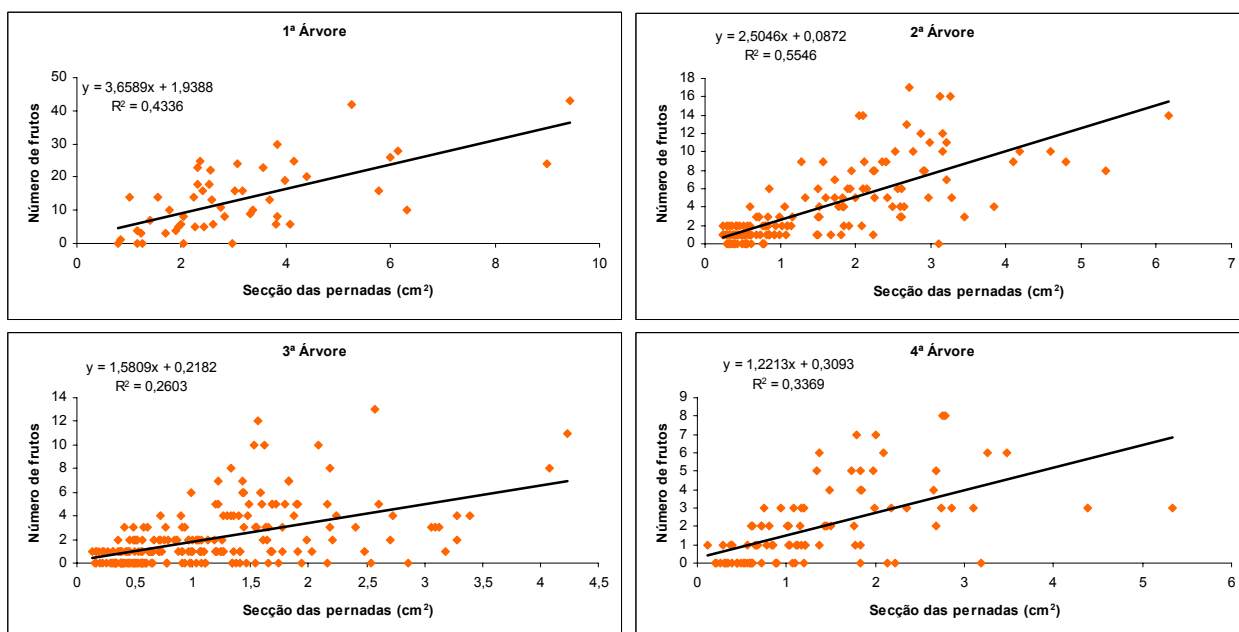 1ª Árvore
y = 3,6589x + 1,9388
R² = 0,4336
Número de frutos
50
40
30
20
10
0
0 2 4 6 8 10
Secção das pernadas (cm²)
2ª Árvore
y = 2,5046x + 0,0872
R² = 0,5546
Número de frutos
18
16
14
12
10
8
6
4
2
0
0 1 2 3 4 5 6 7
Secção das pernadas (cm²)
3ª Árvore
y = 1,5809x + 0,2182
R² = 0,2603
Número de frutos
14
12
10
8
6
4
2
0
0 0,5 1 1,5 2 2,5 3 3,5 4 4,5
Secção das pernadas (cm²)
4ª Árvore
y = 1,2213x + 0,3093
R² = 0,3369
Número de frutos
9
8
7
6
5
4
3
2
1
0
0 1 2 3 4 5 6
Secção das pernadas (cm²)